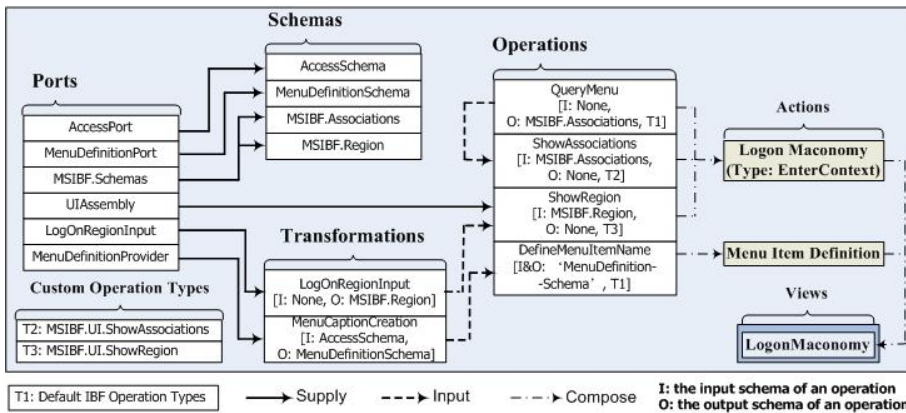 Schemas
AccessSchema
MenuDefinitionSchema
MSIBF.Associations
MSIBF.Region
Ports
AccessPort
MenuDefinitionPort
MSIBF.Schemas
UIAssembly
LogOnRegionInput
MenuDefinitionProvider
Operations
QueryMenu
[I: None,
O: MSIBF.Associations, T1]
ShowAssociations
[I: MSIBF.Associations,
O: None, T2]
ShowRegion
[I: MSIBF.Region,
O: None, T3]
DefineMenuItemName
[I&O: ‘MenuDefinition-
-Schema’, T1]
Actions
Logon Maconomy
(Type: EnterContext)
Menu Item Definition
Transformations
LogOnRegionInput
[I: None, O: MSIBF.Region]
MenuCaptionCreation
[I: AccessSchema,
O: MenuDefinitionSchema]
Custom Operation Types
T2: MSIBF.UI.ShowAssociations
T3: MSIBF.UI.ShowRegion
Views
LogonMaconomy
T1: Default IBF Operation Types
Supply
Input
Compose
I: the input schema of an operation
O: the output schema of an operation